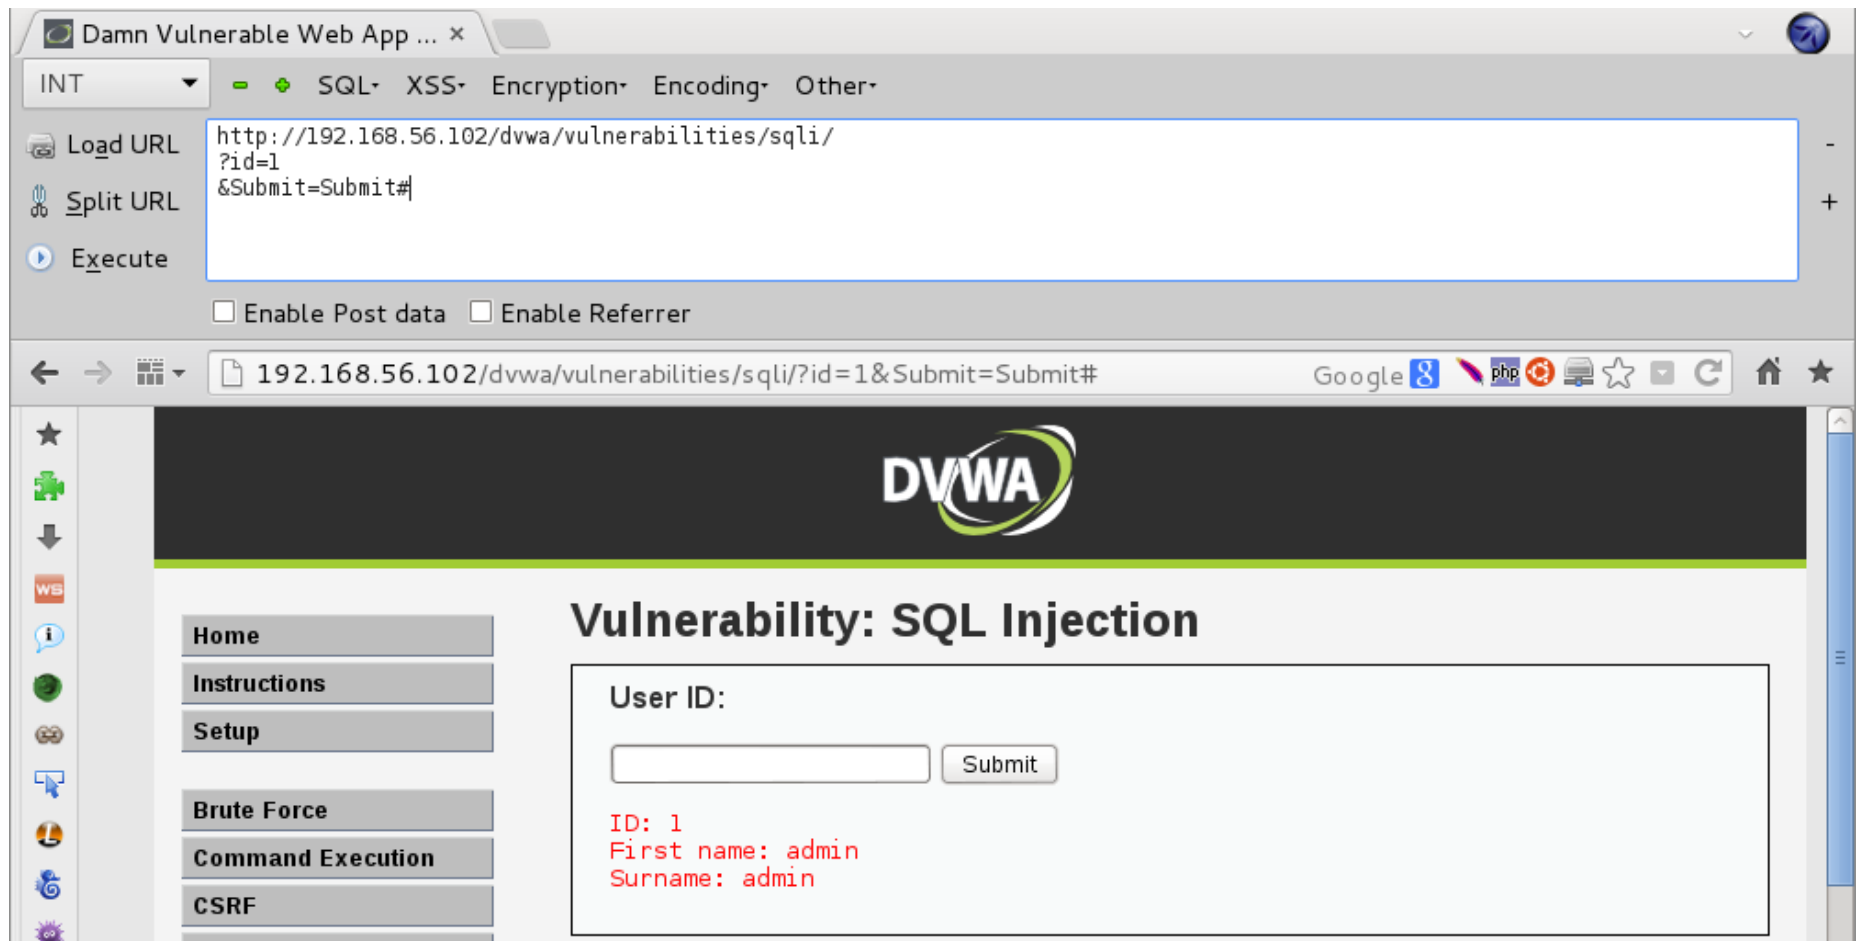 Damn Vulnerable Web App ... ×
INT
SQL
XSS
Encryption
Encoding
Other
Load URL
Split URL
Execute
http://192.168.56.102/dvwa/vulnerabilities/sqli/
?id=1
&Submit=Submit#
-
+
Enable Post data
Enable Referrer
192.168.56.102/dvwa/vulnerabilities/sqli/?id=1&Submit=Submit#
Google 8
php
DVWA
WS
Home
Instructions
Setup
Brute Force
Command Execution
CSRF
Vulnerability: SQL Injection
User ID:
Submit
ID: 1
First name: admin
Surname: admin